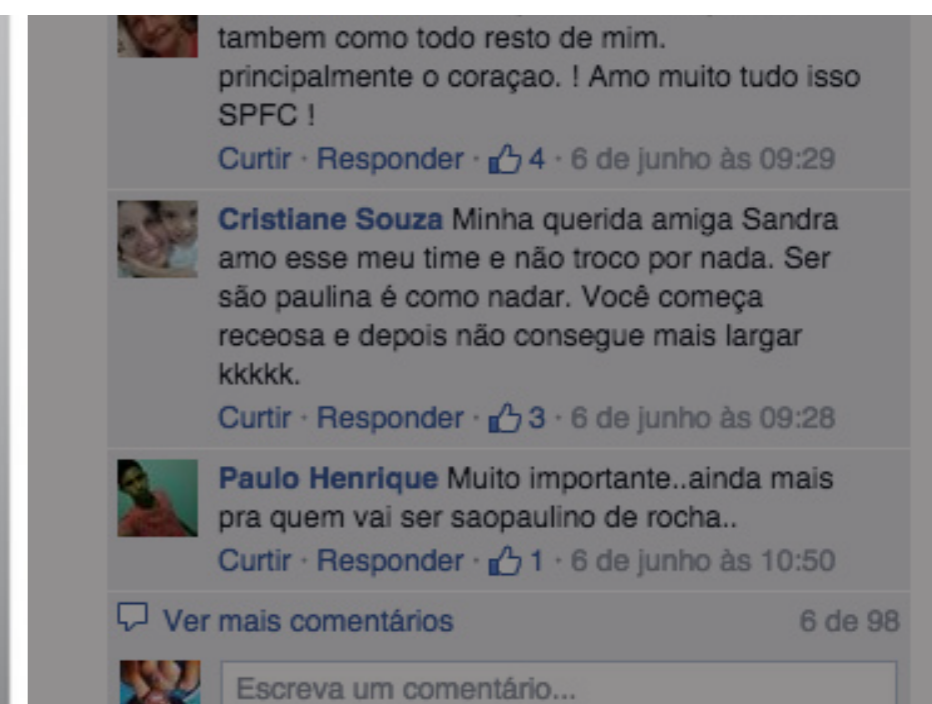 tambem como todo resto de mim.
principalmente o coraçao. ! Amo muito tudo isso
SPFC !
Curtir · Responder · 4 · 6 de junho às 09:29
Cristiane Souza Minha querida amiga Sandra
amo esse meu time e não troco por nada. Ser
são paulina é como nadar. Você começa
receosa e depois não consegue mais largar
kkkkk.
Curtir · Responder · 3 · 6 de junho às 09:28
Paulo Henrique Muito importante..ainda mais
pra quem vai ser saopaulino de rocha..
Curtir · Responder · 1 · 6 de junho às 10:50
Ver mais comentários 6 de 98
Escreva um comentário...